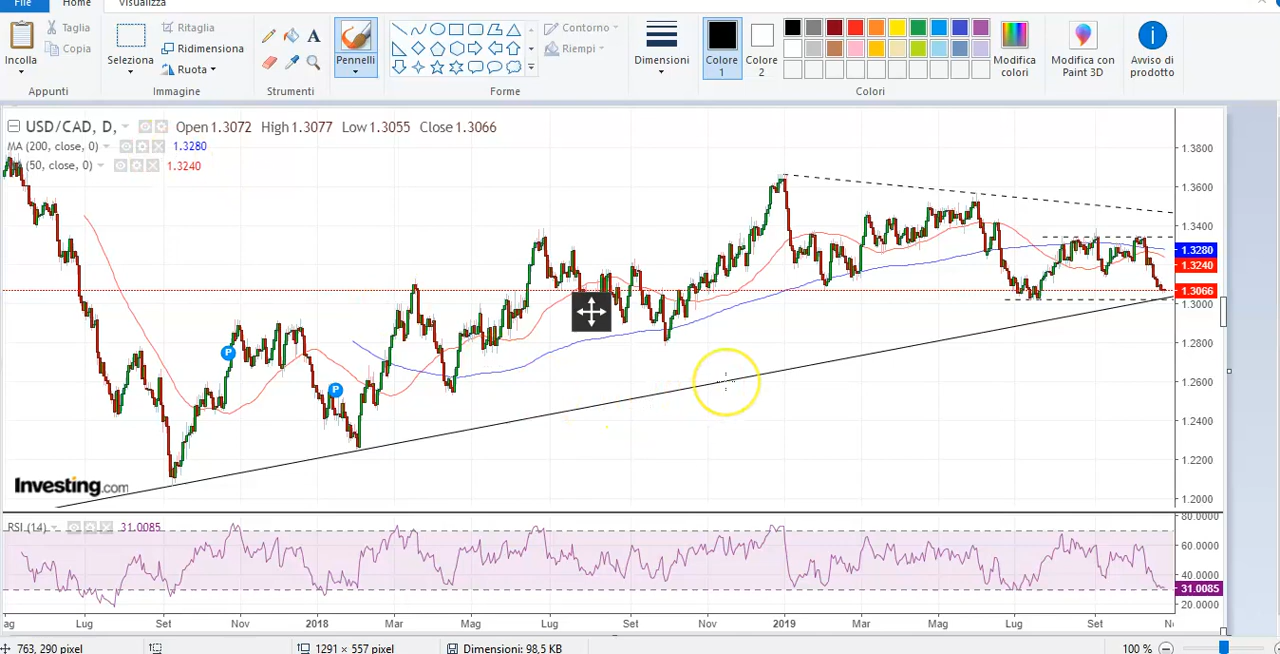 File
Home
Visualizza
Incolla
Taglia
Copia
Appunti
Seleziona
Ritaglia
Ridimensiona
Ruota
Immagine
A
Strumenti
Pennelli
Contorno
Riempi
Forme
Dimensioni
Colore 1
Colore 2
Colori
Modifica colori
Modifica con Paint 3D
Avviso di prodotto
USD/CAD, D, Open 1.3072 High 1.3077 Low 1.3055 Close 1.3066
MA (200, close, 0) 1.3280
(50, close, 0) 1.3240
1.3800
1.3600
1.3400
1.3280
1.3240
1.3066
1.3000
1.2800
1.2600
1.2400
1.2200
1.2000
P
P
Investing.com
RSI (14) 31.0085
80.0000
60.0000
40.0000
31.0085
20.0000
ag Lug Set Nov 2018 Mar Mag Lug Set Nov 2019 Mar Mag Lug Set
763, 290 pixel
1291 × 557 pixel
Dimensioni: 98,5 KB
100 %